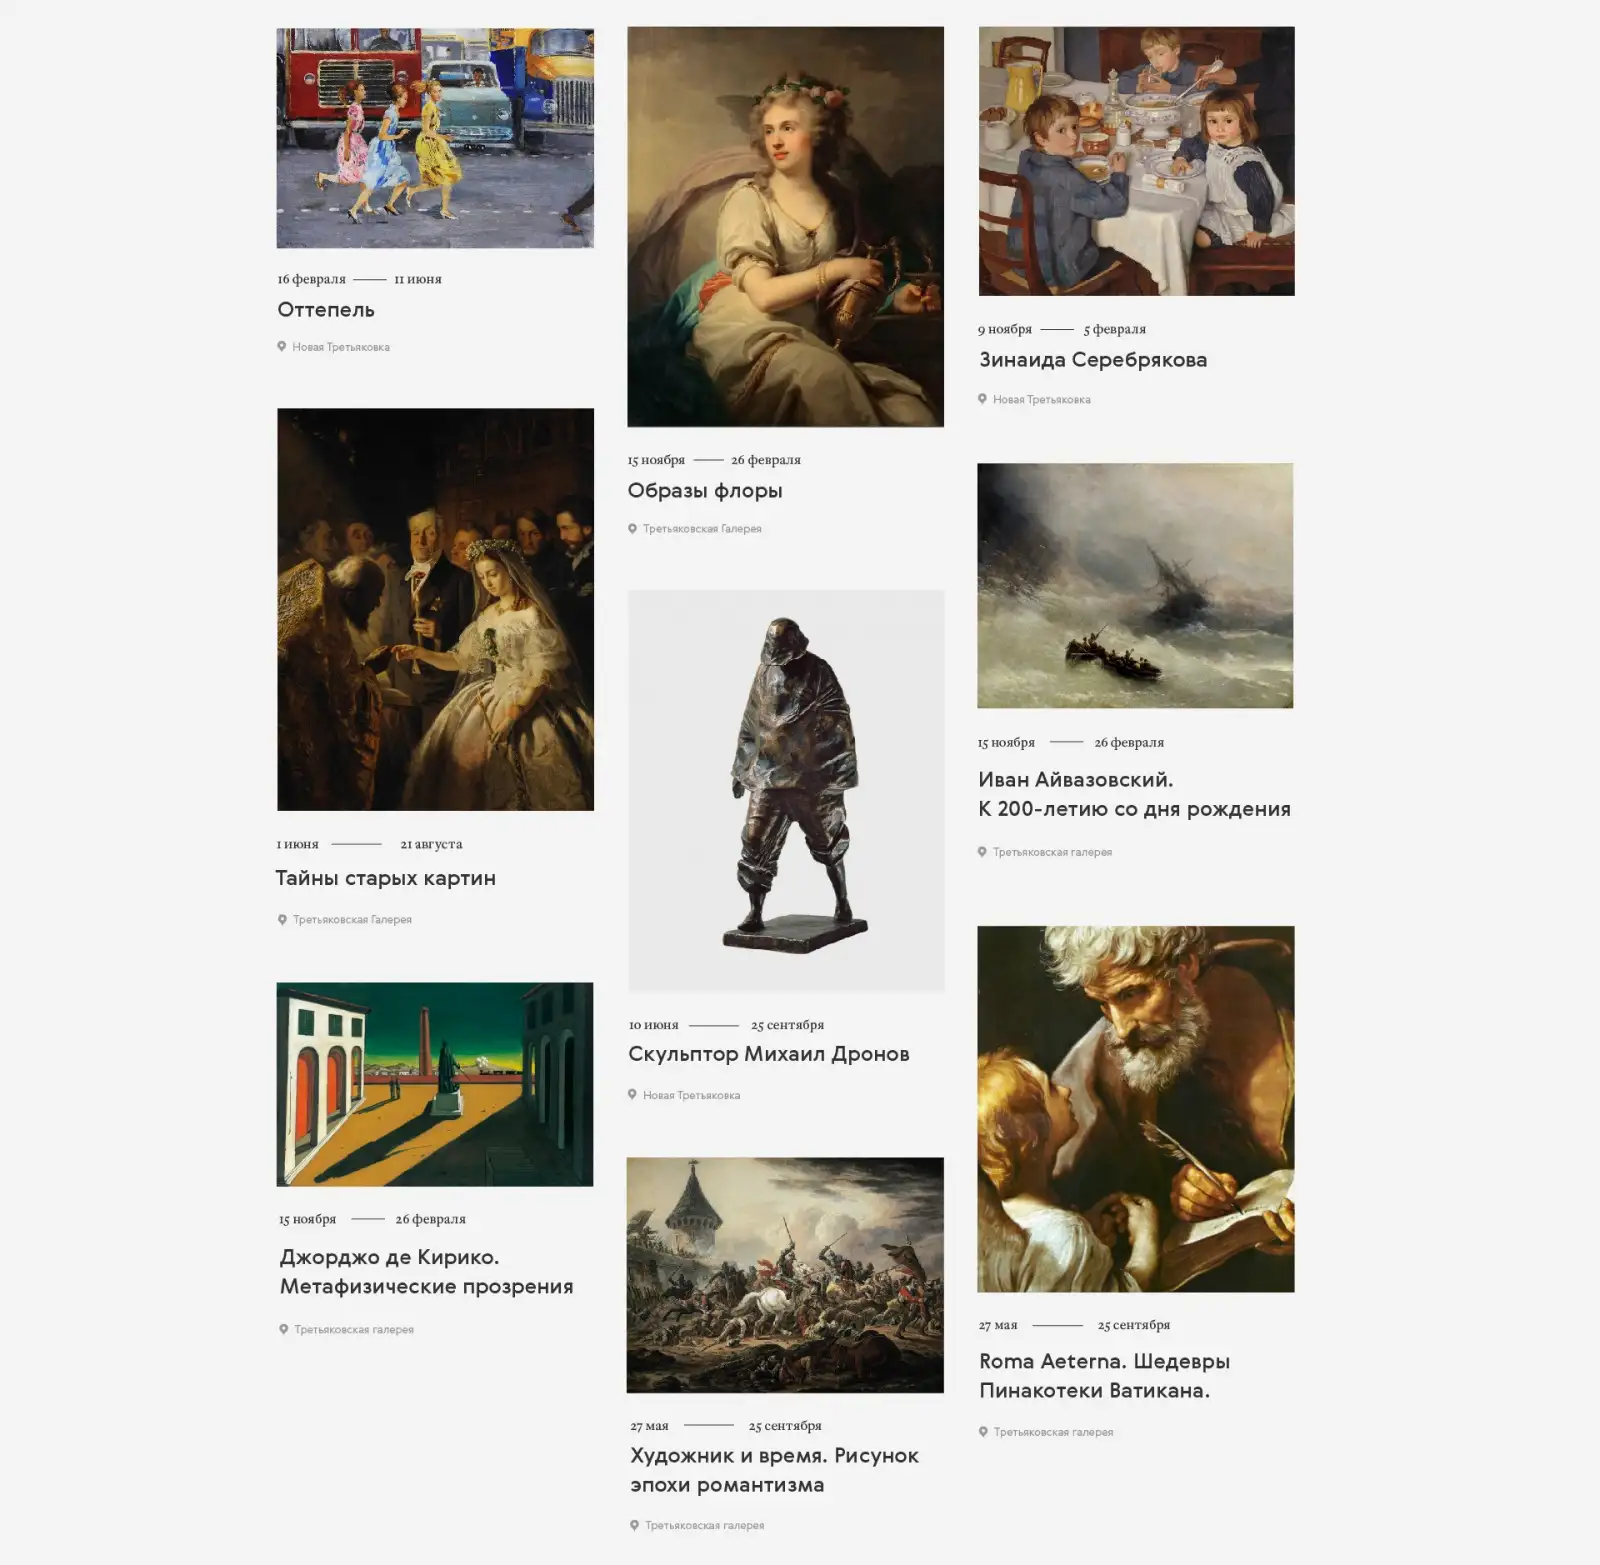 16 февраля — 11 июня
Оттепель
Новая Третьяковка
1 июня — 21 августа
Тайны старых картин
Третьяковская Галерея
15 ноября — 26 февраля
Джорджо де Кирико.
Метафизические прозрения
Третьяковская галерея
15 ноября — 26 февраля
Образы флоры
Третьяковская Галерея
10 июня — 25 сентября
Скульптор Михаил Дронов
Новая Третьяковка
27 мая — 25 сентября
Художник и время. Рисунок
эпохи романтизма
Третьяковская галерея
9 ноября — 5 февраля
Зинаида Серебрякова
Новая Третьяковка
15 ноября — 26 февраля
Иван Айвазовский.
К 200-летию со дня рождения
Третьяковская галерея
27 мая — 25 сентября
Roma Aeterna. Шедевры
Пинакотеки Ватикана.
Третьяковская галерея